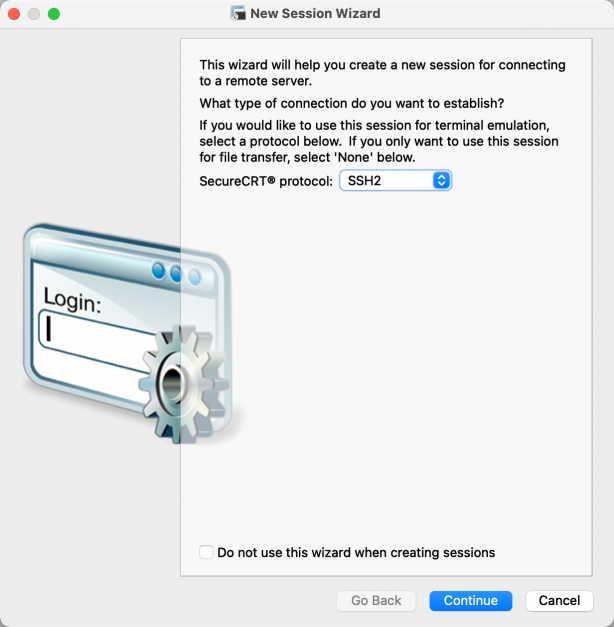 New Session Wizard
This wizard will help you create a new session for connecting
to a remote server.
What type of connection do you want to establish?
If you would like to use this session for terminal emulation,
select a protocol below.  If you only want to use this session
for file transfer, select 'None' below.
SecureCRT® protocol: SSH2
Login:
Do not use this wizard when creating sessions
Go Back Continue Cancel